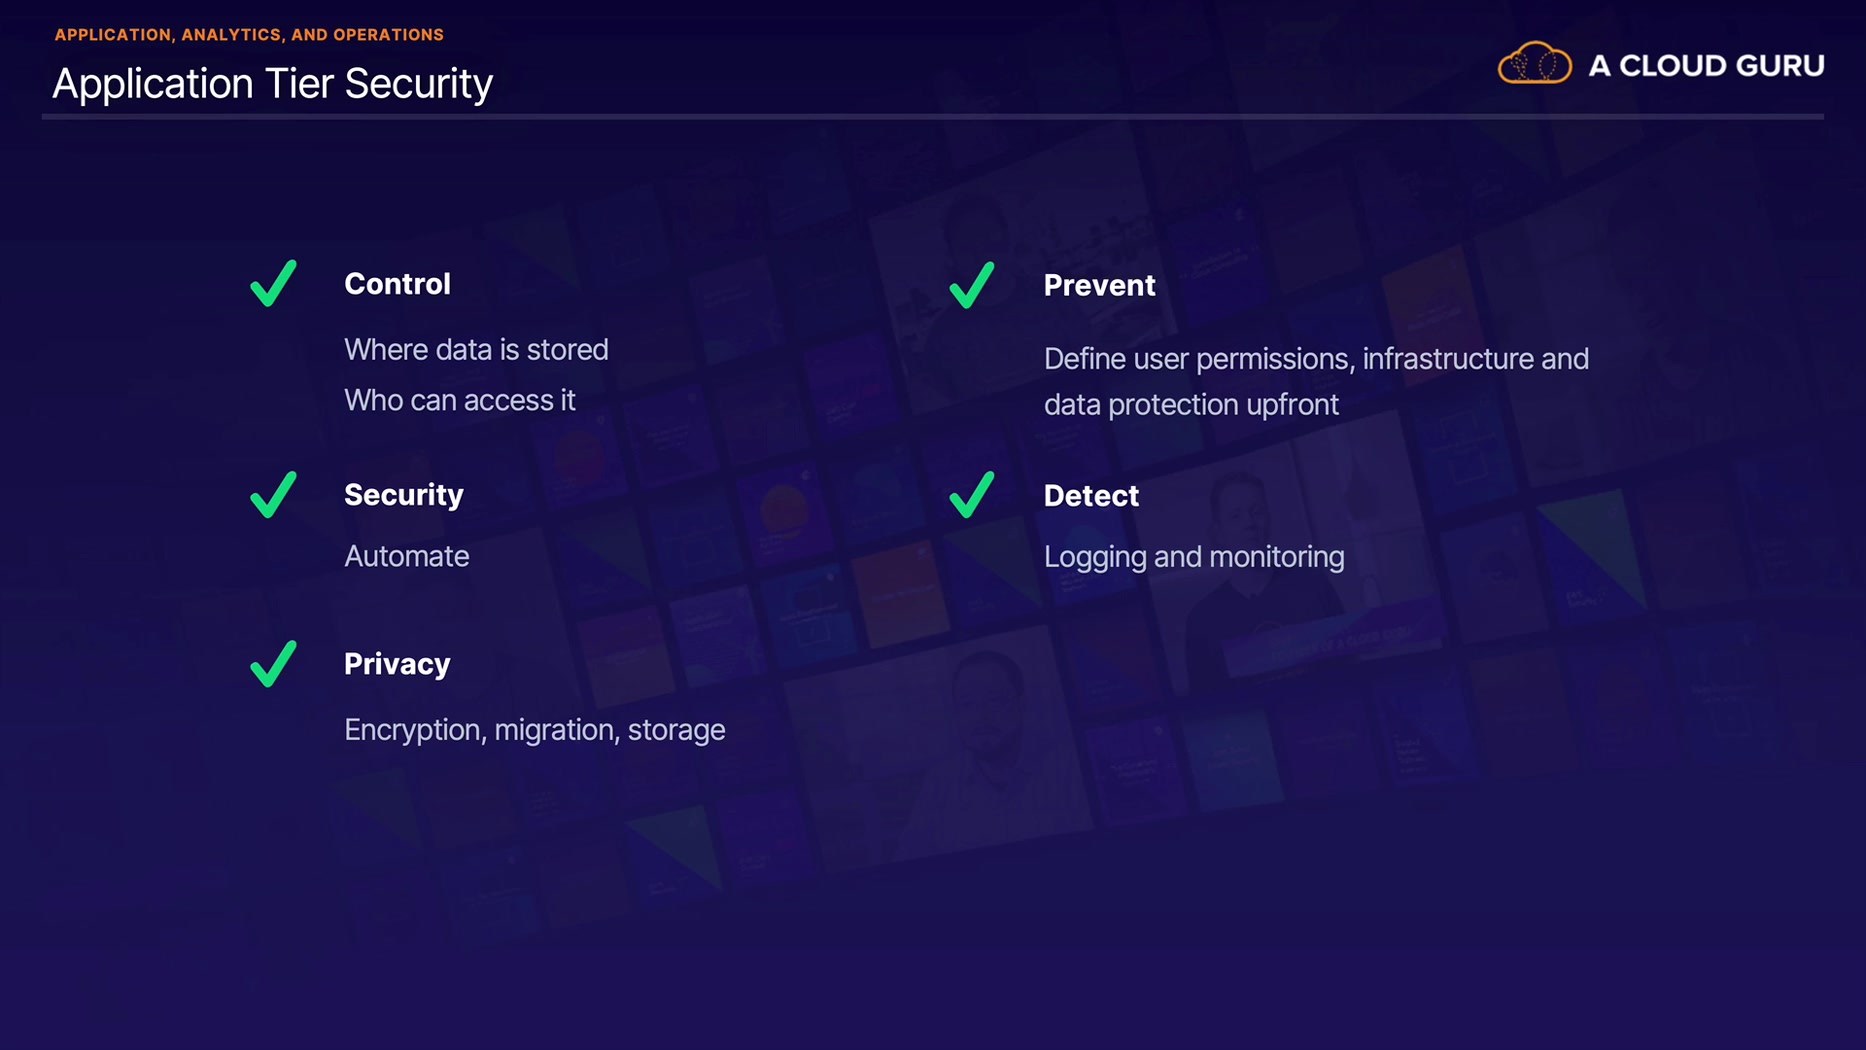 APPLICATION, ANALYTICS, AND OPERATIONS
Application Tier Security
A CLOUD GURU
Control
Where data is stored
Who can access it
Security
Automate
Privacy
Encryption, migration, storage
Prevent
Define user permissions, infrastructure and
data protection upfront
Detect
Logging and monitoring